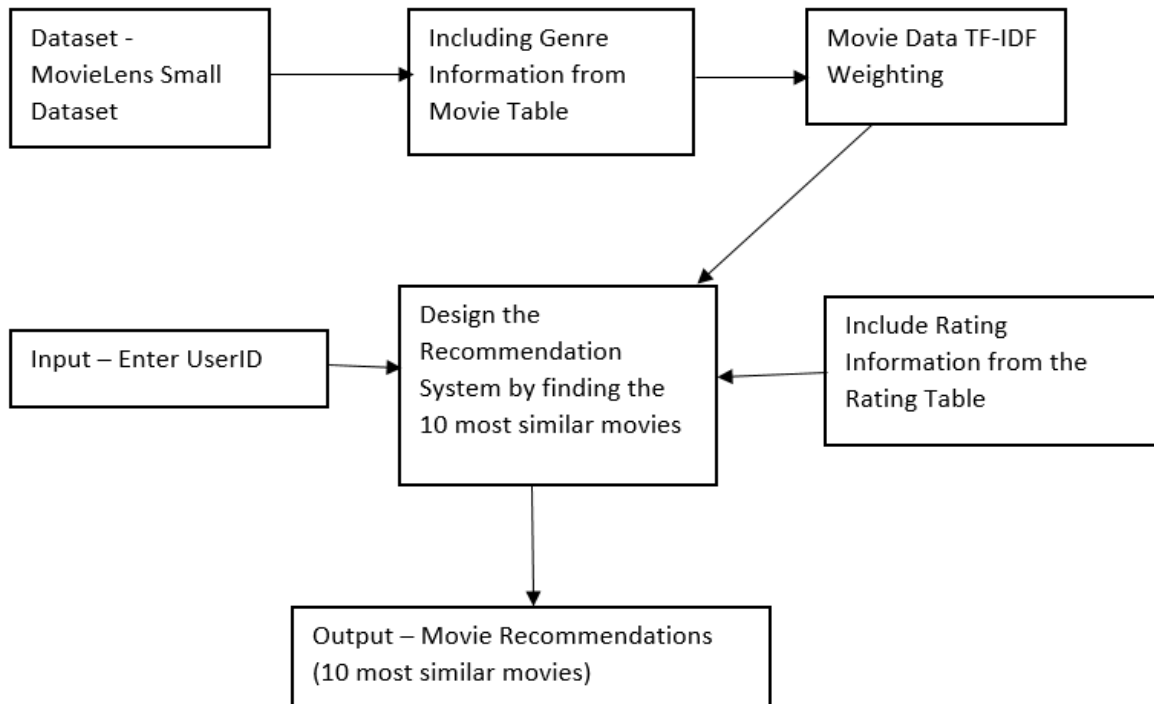 Dataset -
MovieLens Small
Dataset
Including Genre
Information from
Movie Table
Movie Data TF-IDF
Weighting
Input – Enter UserID
Design the
Recommendation
System by finding the
10 most similar movies
Include Rating
Information from the
Rating Table
Output – Movie Recommendations
(10 most similar movies)